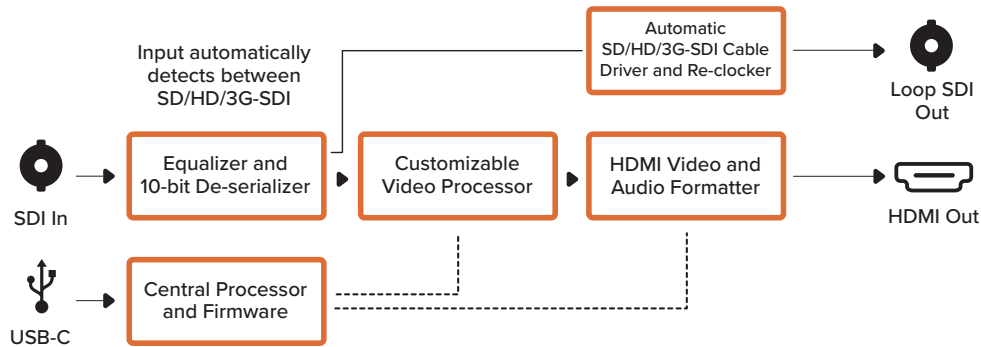 Input automatically
detects between
SD/HD/3G-SDI
Automatic
SD/HD/3G-SDI Cable
Driver and Re-clocker
Loop SDI
Out
SDI In
Equalizer and
10-bit De-serializer
Customizable
Video Processor
HDMI Video and
Audio Formatter
HDMI Out
USB-C
Central Processor
and Firmware